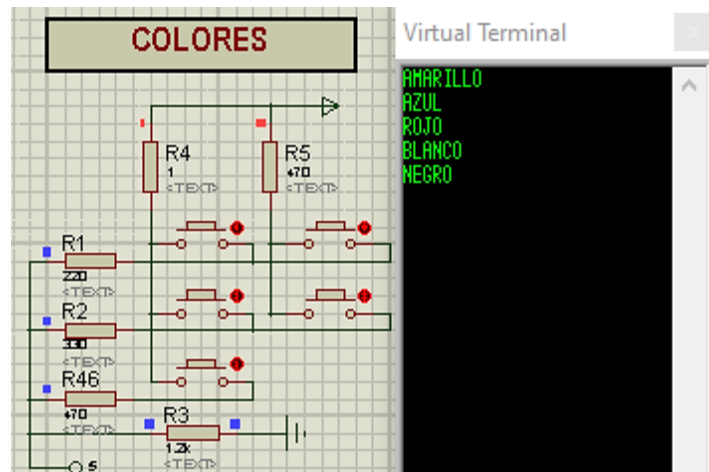 COLORES
Virtual Terminal
x
AMARILLO
AZUL
ROJO
BLANCO
NEGRO
R4
1
<TEXT>
R5
470
<TEXT>
R1
220
<TEXT>
R2
330
<TEXT>
R46
470
<TEXT>
R3
1.2k
<TEXT>
5